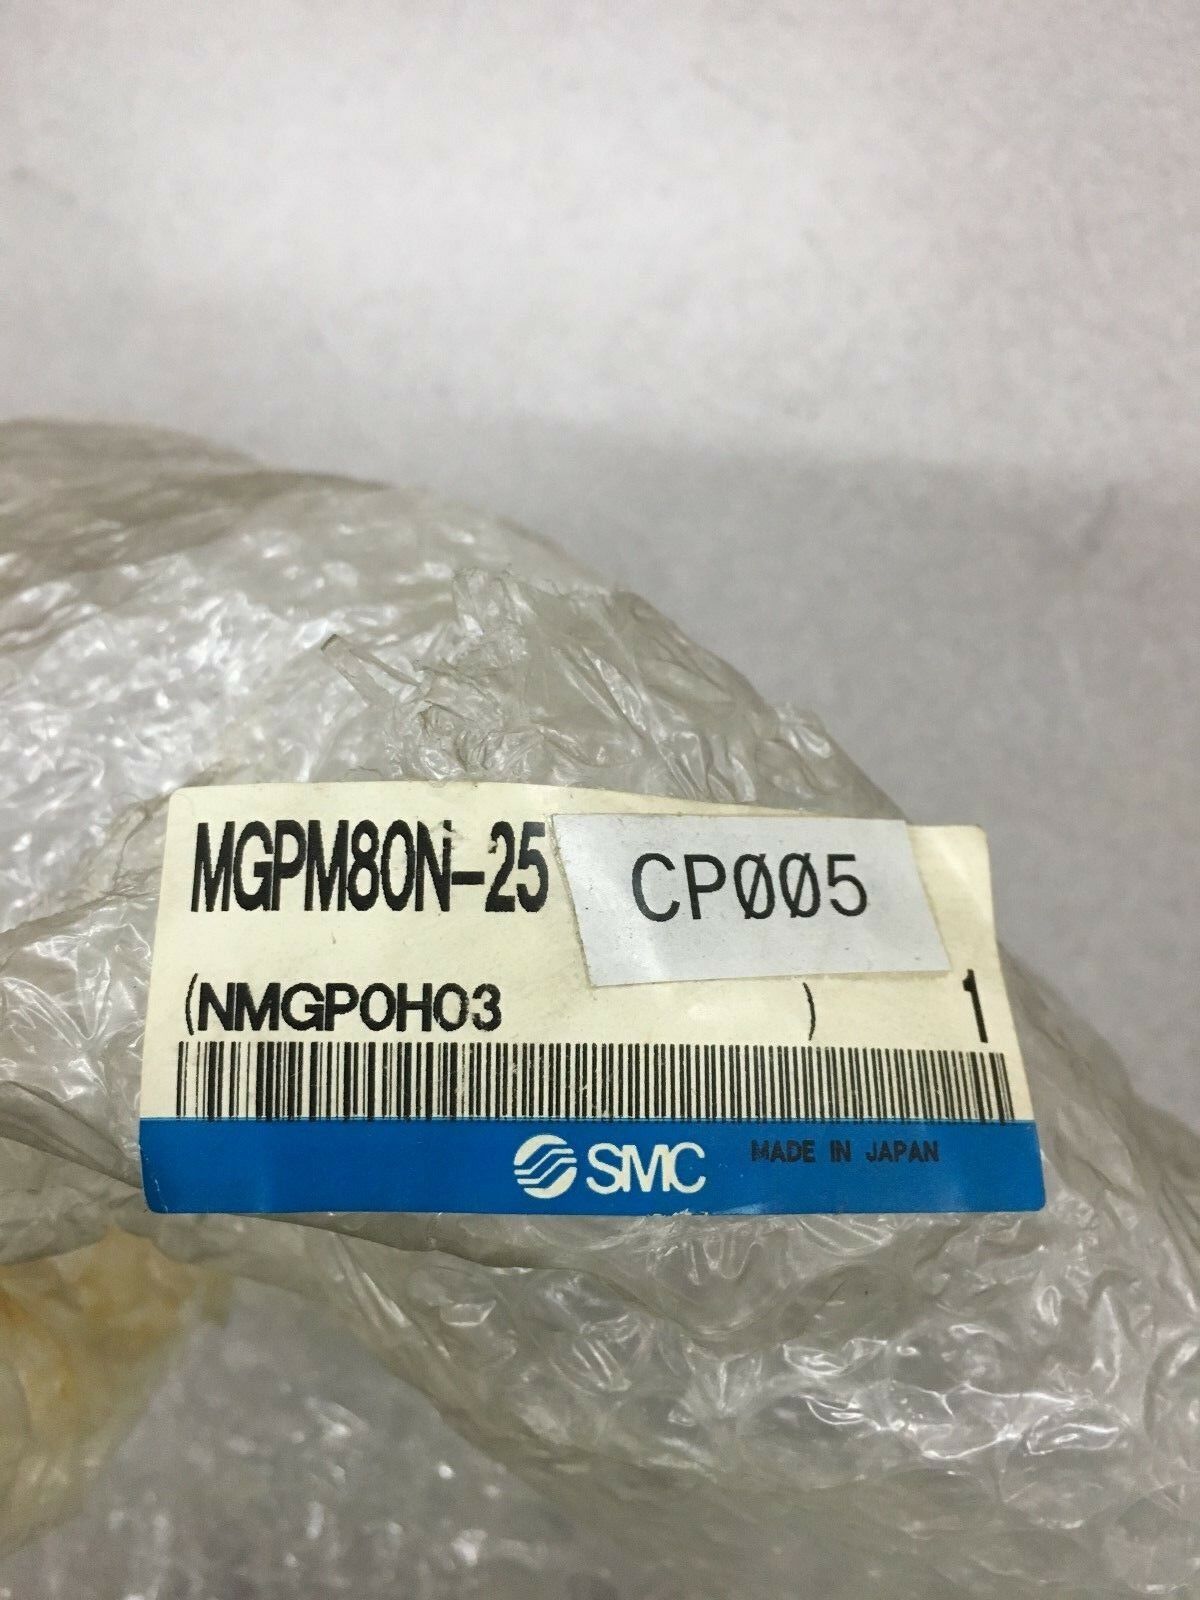 MGPM80N-25
CPØØ5
(NMGP0H03 ) 1
SMC MADE IN JAPAN